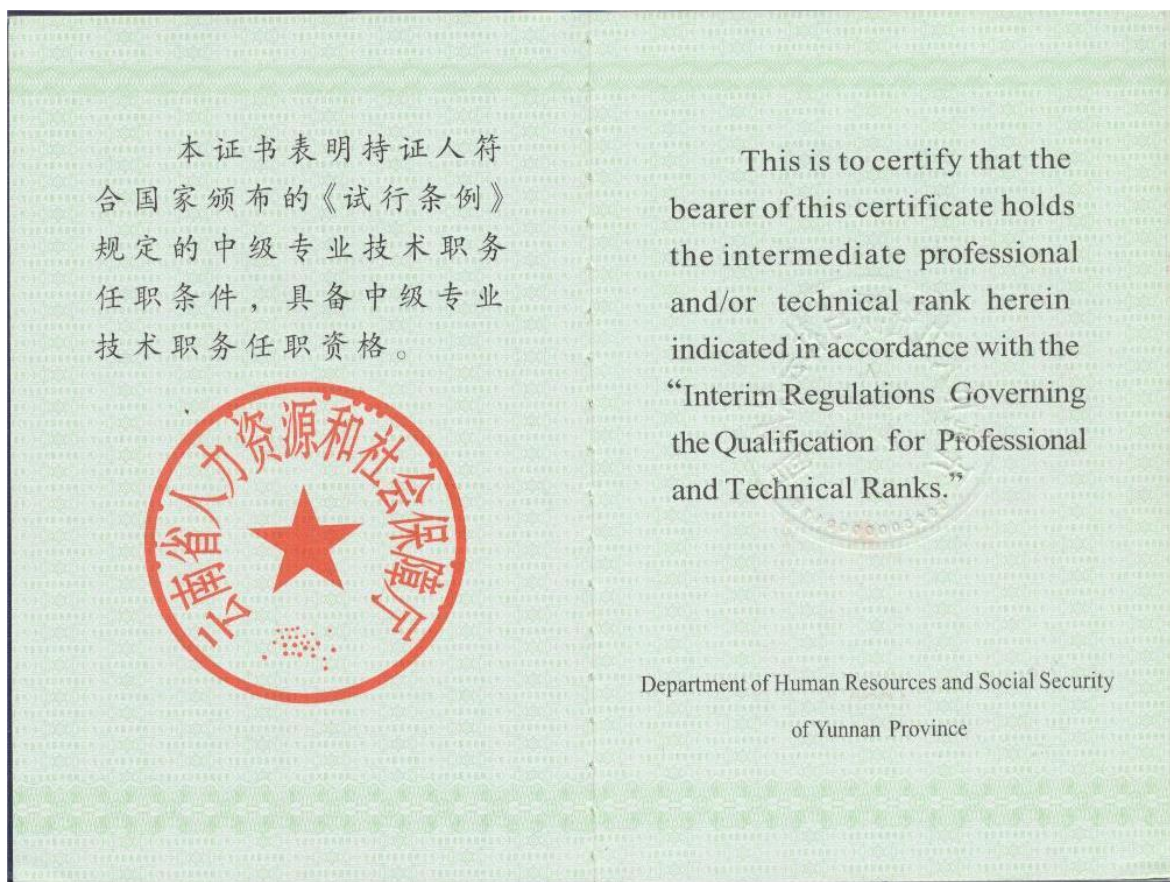 本证书表明持证人符
合国家颁布的《试行条例》
规定的中级专业技术职务
任职条件，具备中级专业
技术职务任职资格。
云南省人力资源和社会保障厅
This is to certify that the
bearer of this certificate holds
the intermediate professional
and/or technical rank herein
indicated in accordance with the
“Interim Regulations Governing
the Qualification for Professional
and Technical Ranks.”
Department of Human Resources and Social Security
of Yunnan Province